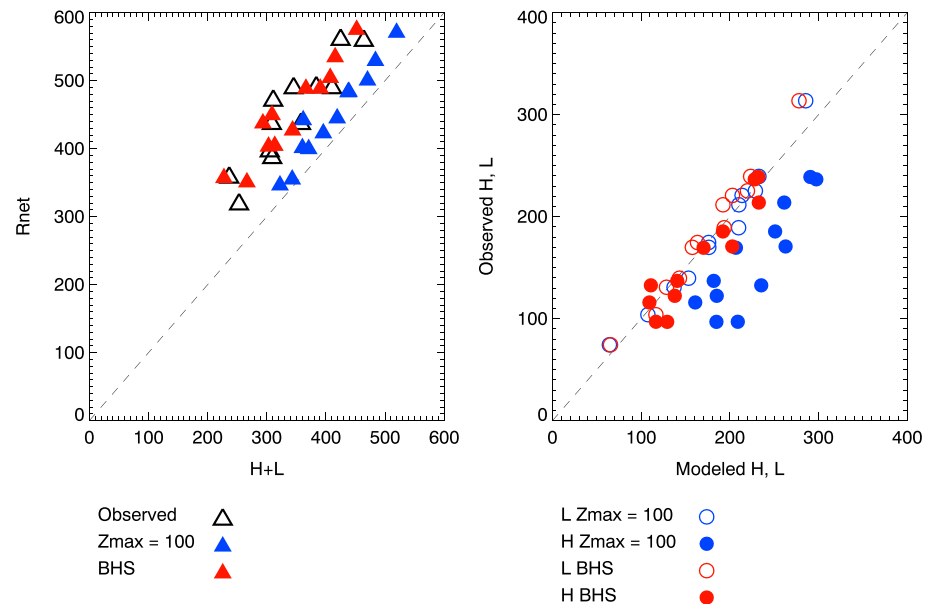 600
500
400
300
200
100
0
Rnet
0 100 200 300 400 500 600
H+L
Observed
Zmax = 100
BHS
400
300
200
100
0
Observed H, L
0 100 200 300 400
Modeled H, L
L Zmax = 100
H Zmax = 100
L BHS
H BHS